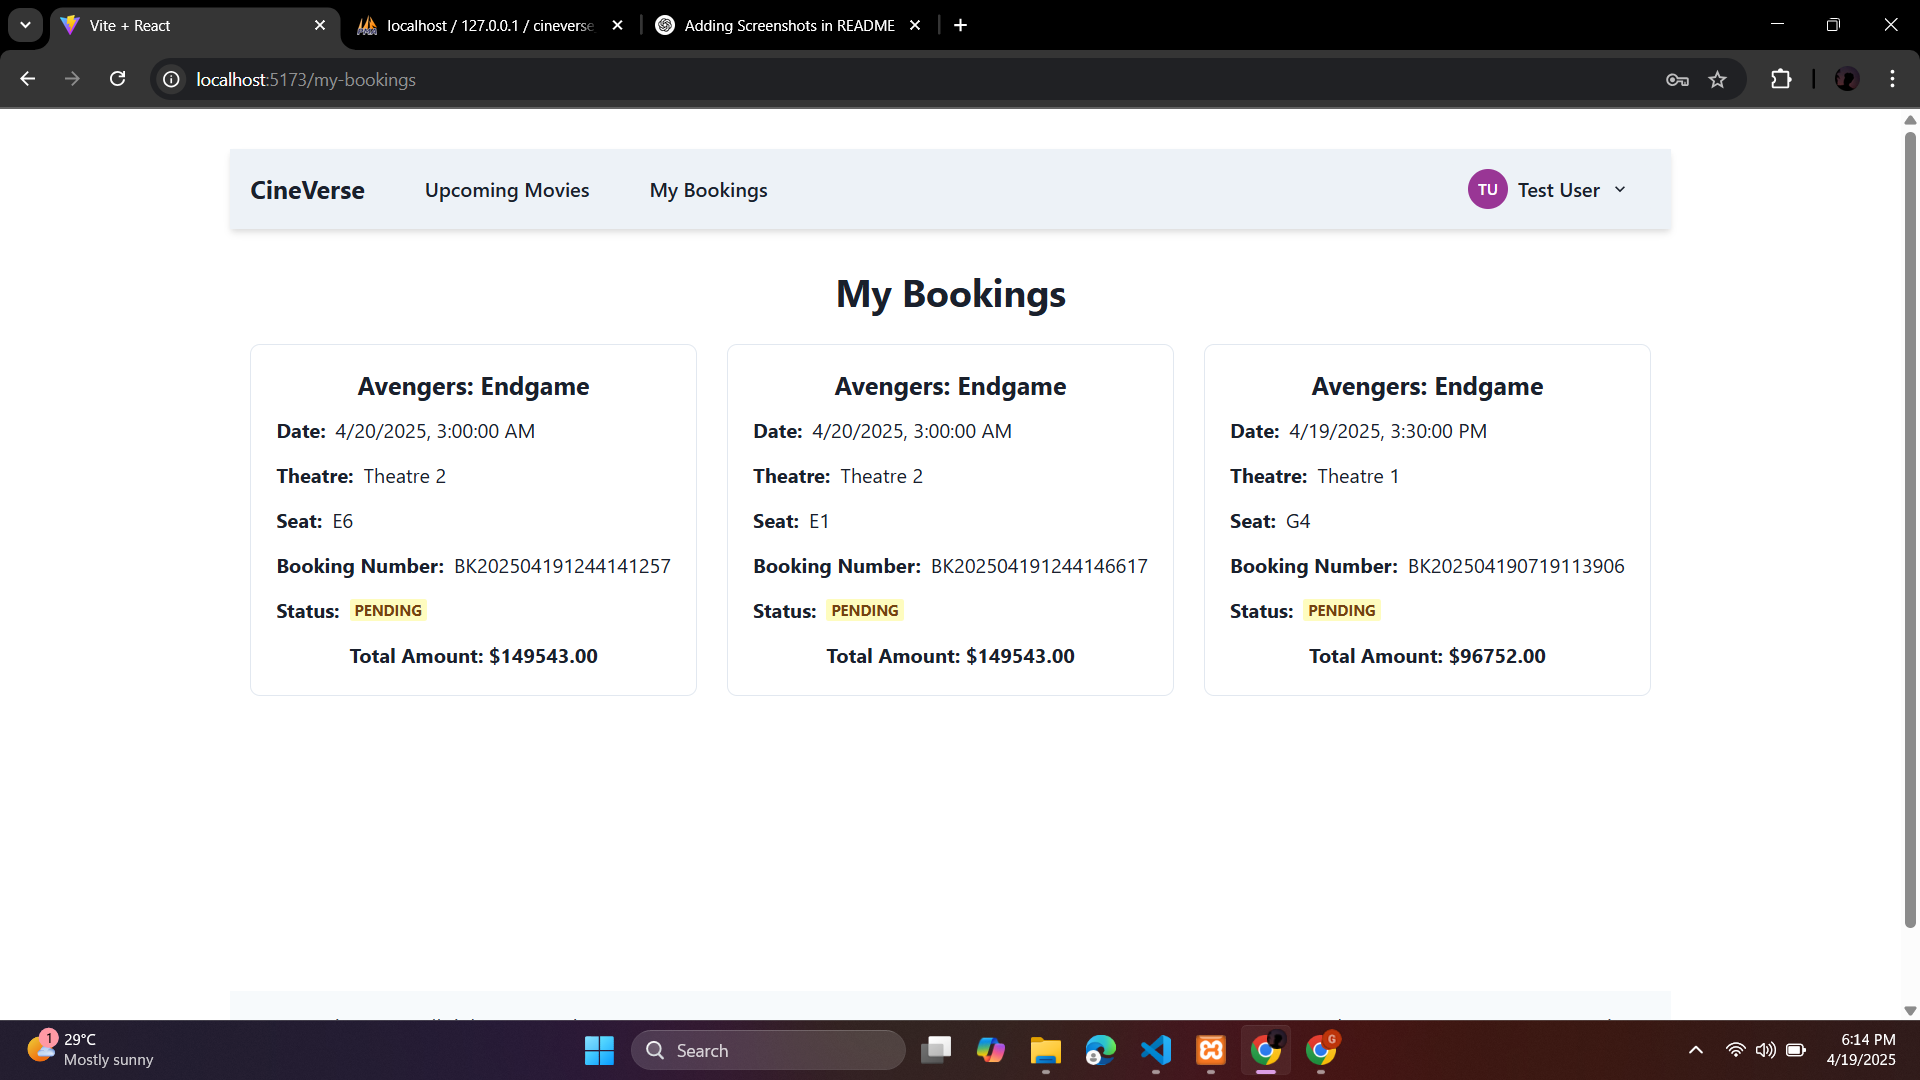 Vite + React
localhost / 127.0.0.1 / cineverse
Adding Screenshots in README
localhost:5173/my-bookings
CineVerse
Upcoming Movies
My Bookings
TU
Test User
My Bookings
Avengers: Endgame
Date: 4/20/2025, 3:00:00 AM
Theatre: Theatre 2
Seat: E6
Booking Number: BK202504191244141257
Status: PENDING
Total Amount: $149543.00
Avengers: Endgame
Date: 4/20/2025, 3:00:00 AM
Theatre: Theatre 2
Seat: E1
Booking Number: BK202504191244146617
Status: PENDING
Total Amount: $149543.00
Avengers: Endgame
Date: 4/19/2025, 3:30:00 PM
Theatre: Theatre 1
Seat: G4
Booking Number: BK202504190719113906
Status: PENDING
Total Amount: $96752.00
1
29°C
Mostly sunny
Search
G
6:14 PM
4/19/2025